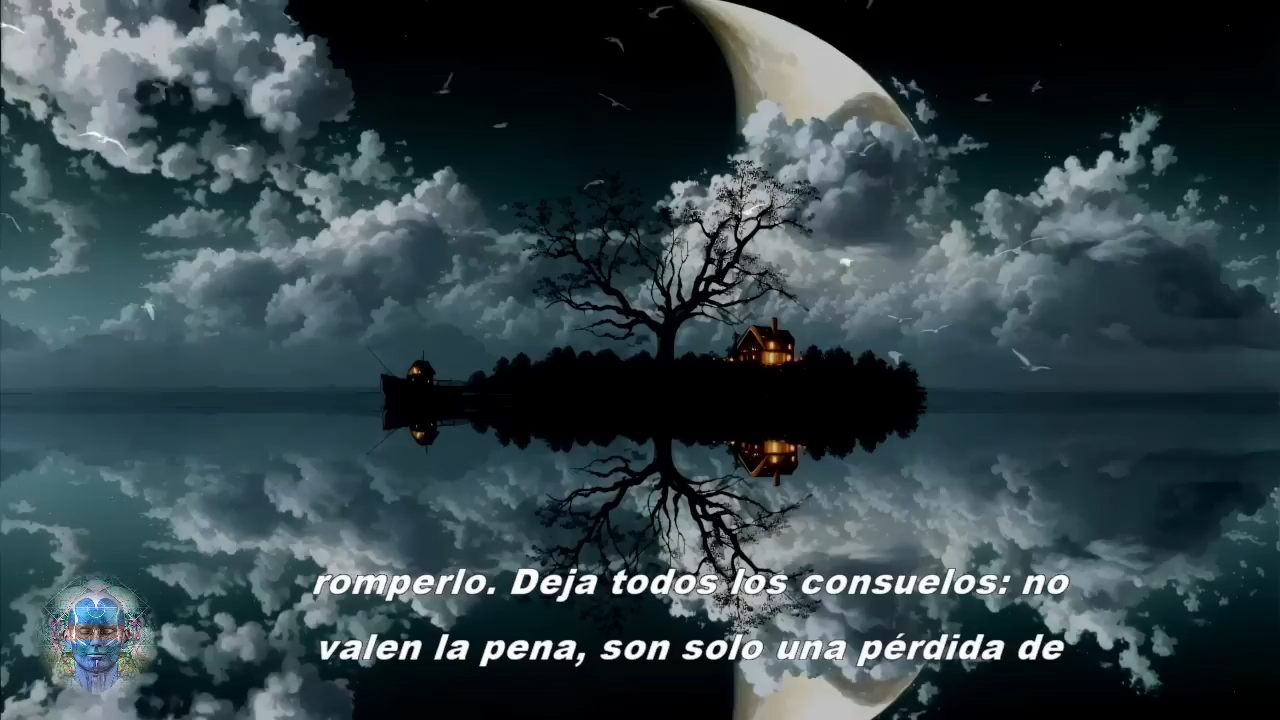 romperlo. Deja todos los consuelos: no
valen la pena, son solo una pérdida de